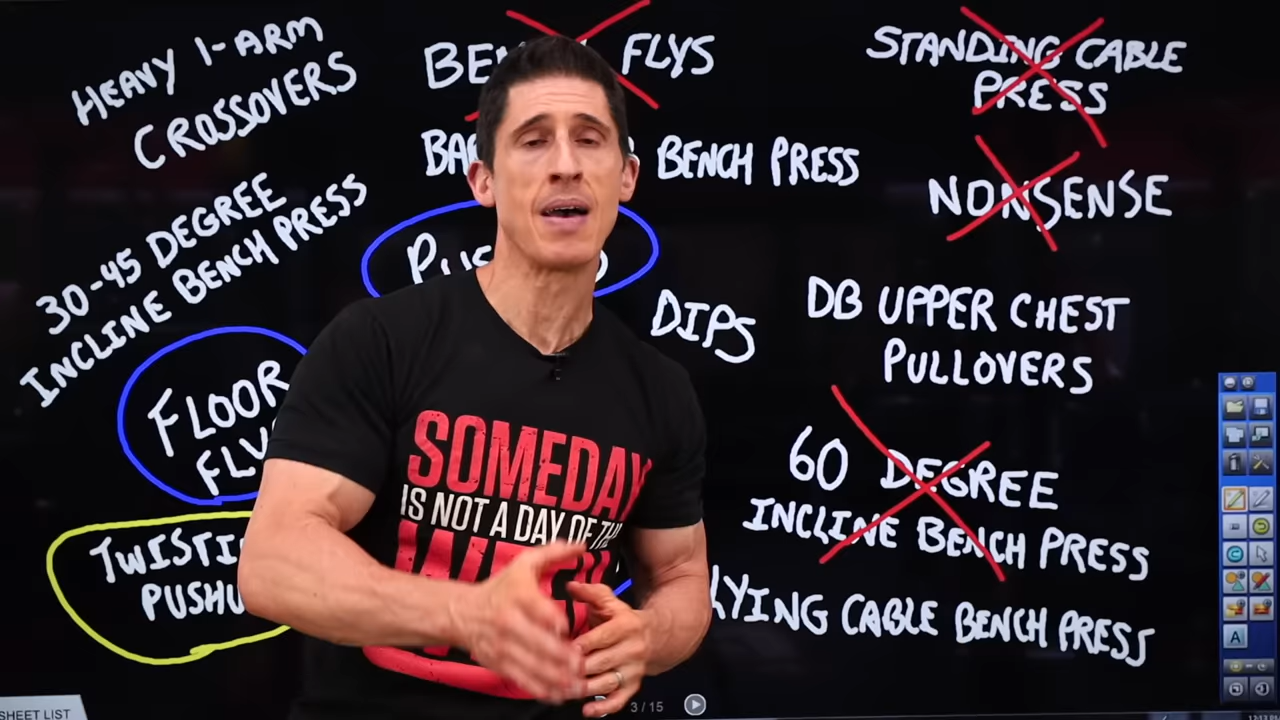 HEAVY 1-ARM
CROSSOVERS
FLYS
STANDING CABLE
PRESS
BENCH PRESS
NONSENSE
30-45 DEGREE
INCLINE BENCH PRESS
DIPS
DB UPPER CHEST
PULLOVERS
FLOOR
60 DEGREE
INCLINE BENCH PRESS
LYING CABLE BENCH PRESS
SOMEDAY
IS NOT A DAY OF THE
A
3/15
SHEET LIST